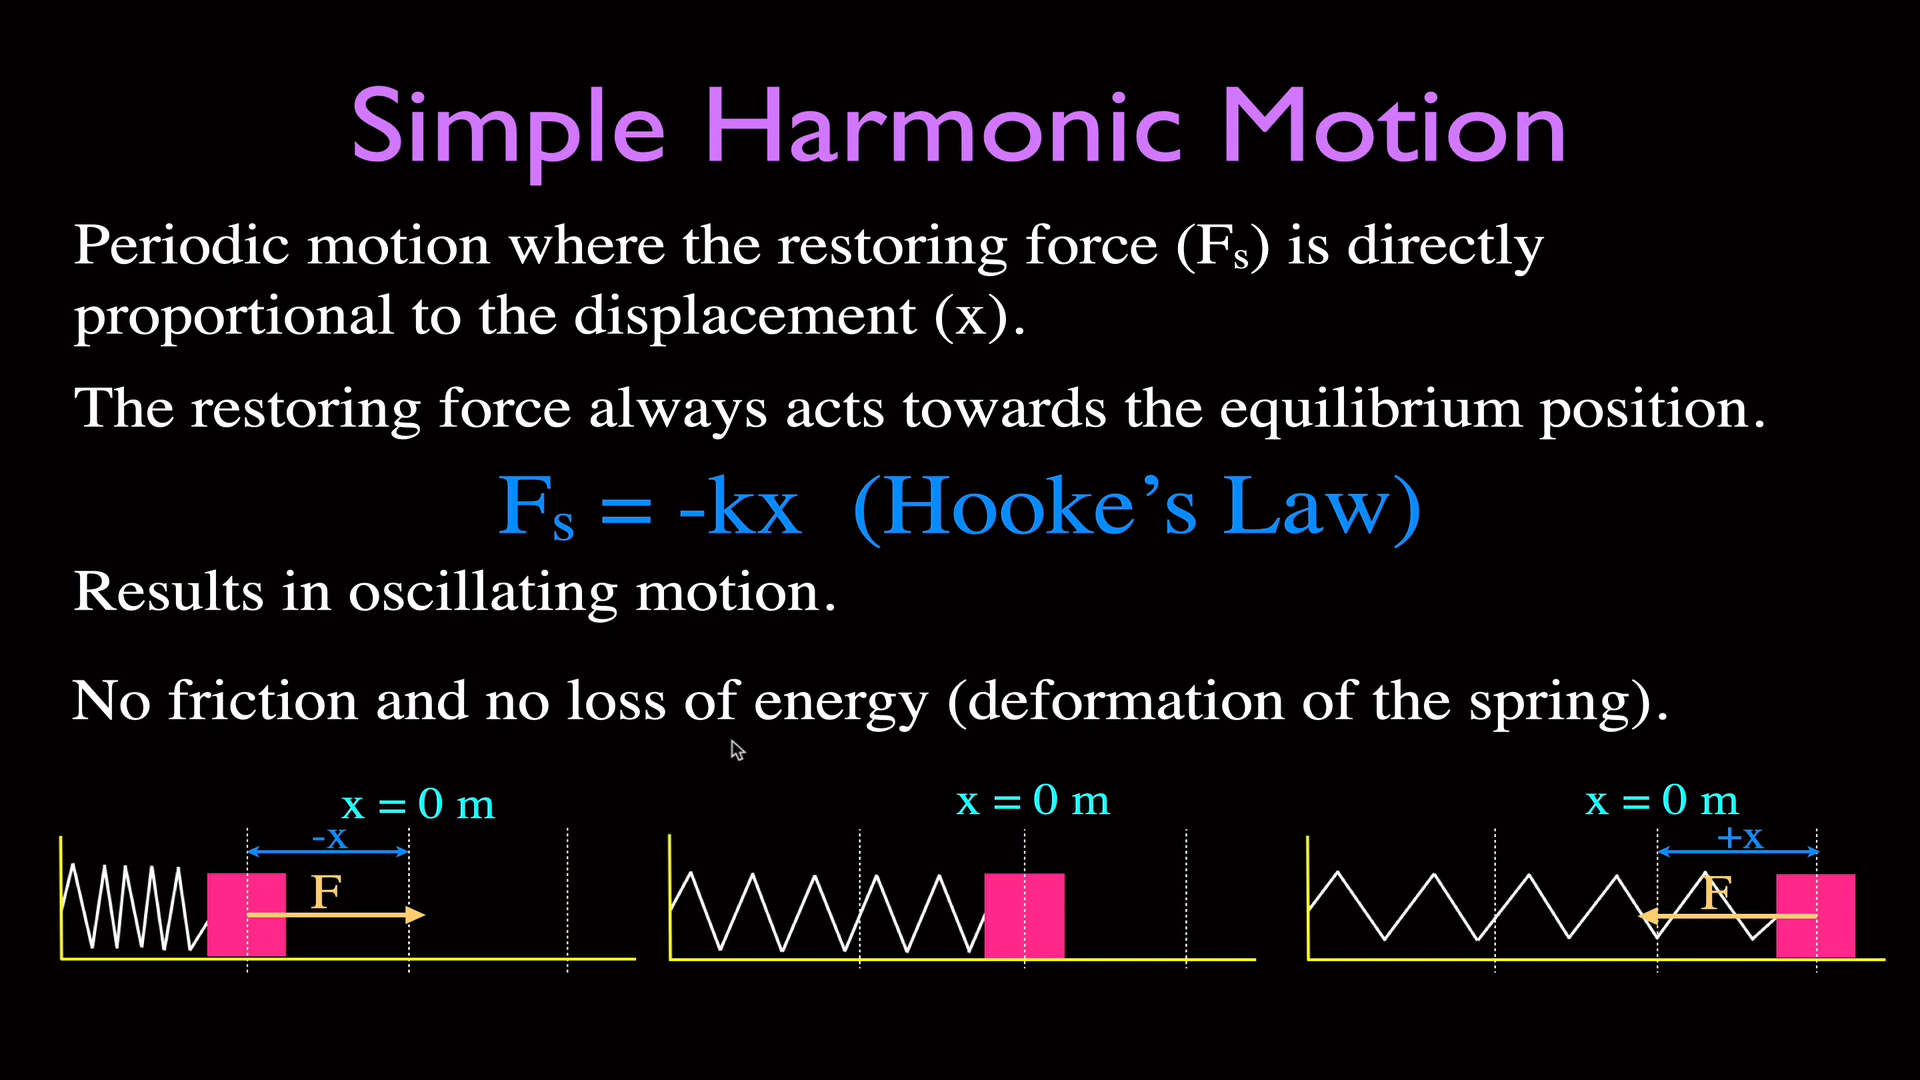 Simple Harmonic Motion
Periodic motion where the restoring force (Fₛ) is directly
proportional to the displacement (x).
The restoring force always acts towards the equilibrium position.
Fₛ = -kx (Hooke’s Law)
Results in oscillating motion.
No friction and no loss of energy (deformation of the spring).
x = 0 m
-x
F
x = 0 m
x = 0 m
+x
F